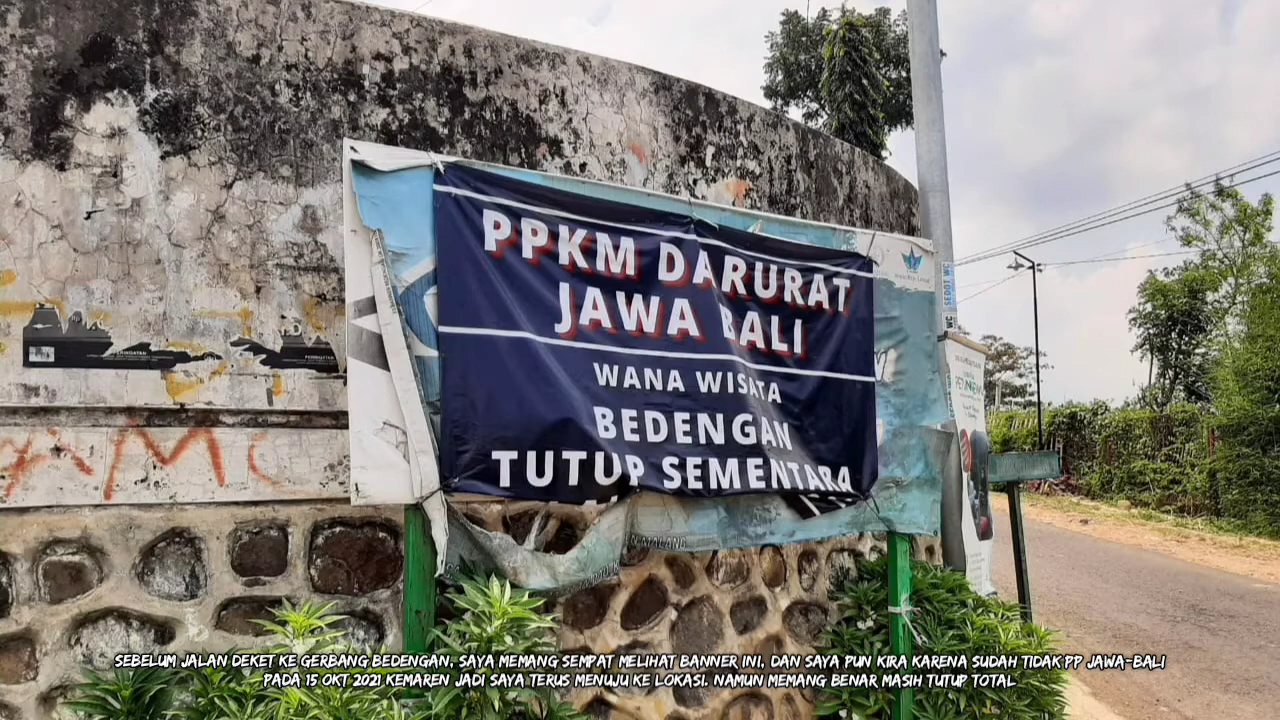 PPKM DARURAT
JAWA BALI
WANA WISATA
BEDENGAN
TUTUP SEMENTARA
SEDOT WC
SEBELUM JALAN DEKET KE GERBANG BEDENGAN, SAYA MEMANG SEMPAT MELIHAT BANNER INI, DAN SAYA PUN KIRA KARENA SUDAH TIDAK PP JAWA-BALI
PADA 15 OKT 2021 KEMAREN JADI SAYA TERUS MENUJU KE LOKASI. NAMUN MEMANG BENAR MASIH TUTUP TOTAL